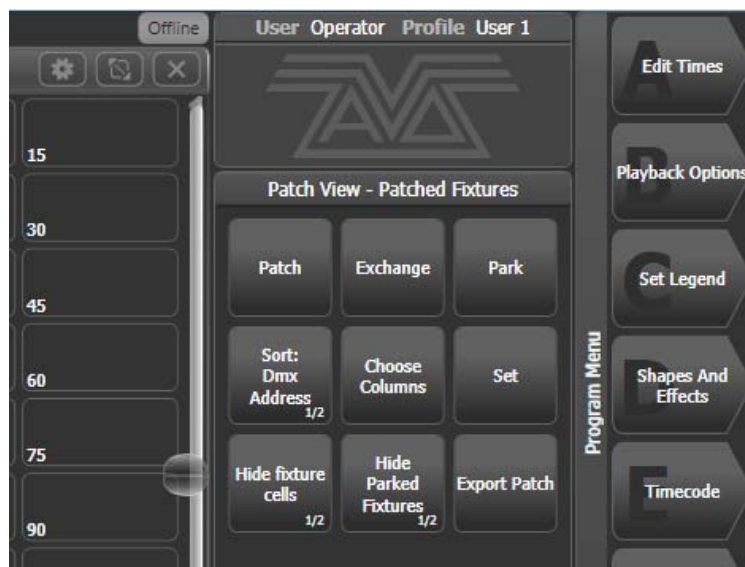 Offline
User Operator Profile User 1
AVO
15
30
45
60
75
90
Patch View - Patched Fixtures
Patch
Exchange
Park
Sort:
Dmx
Address
1/2
Choose
Columns
Set
Hide fixture
cells
1/2
Hide
Parked
Fixtures
1/2
Export Patch
Program Menu
A
Edit Times
B
Playback Options
C
Set Legend
D
Shapes And
Effects
E
Timecode